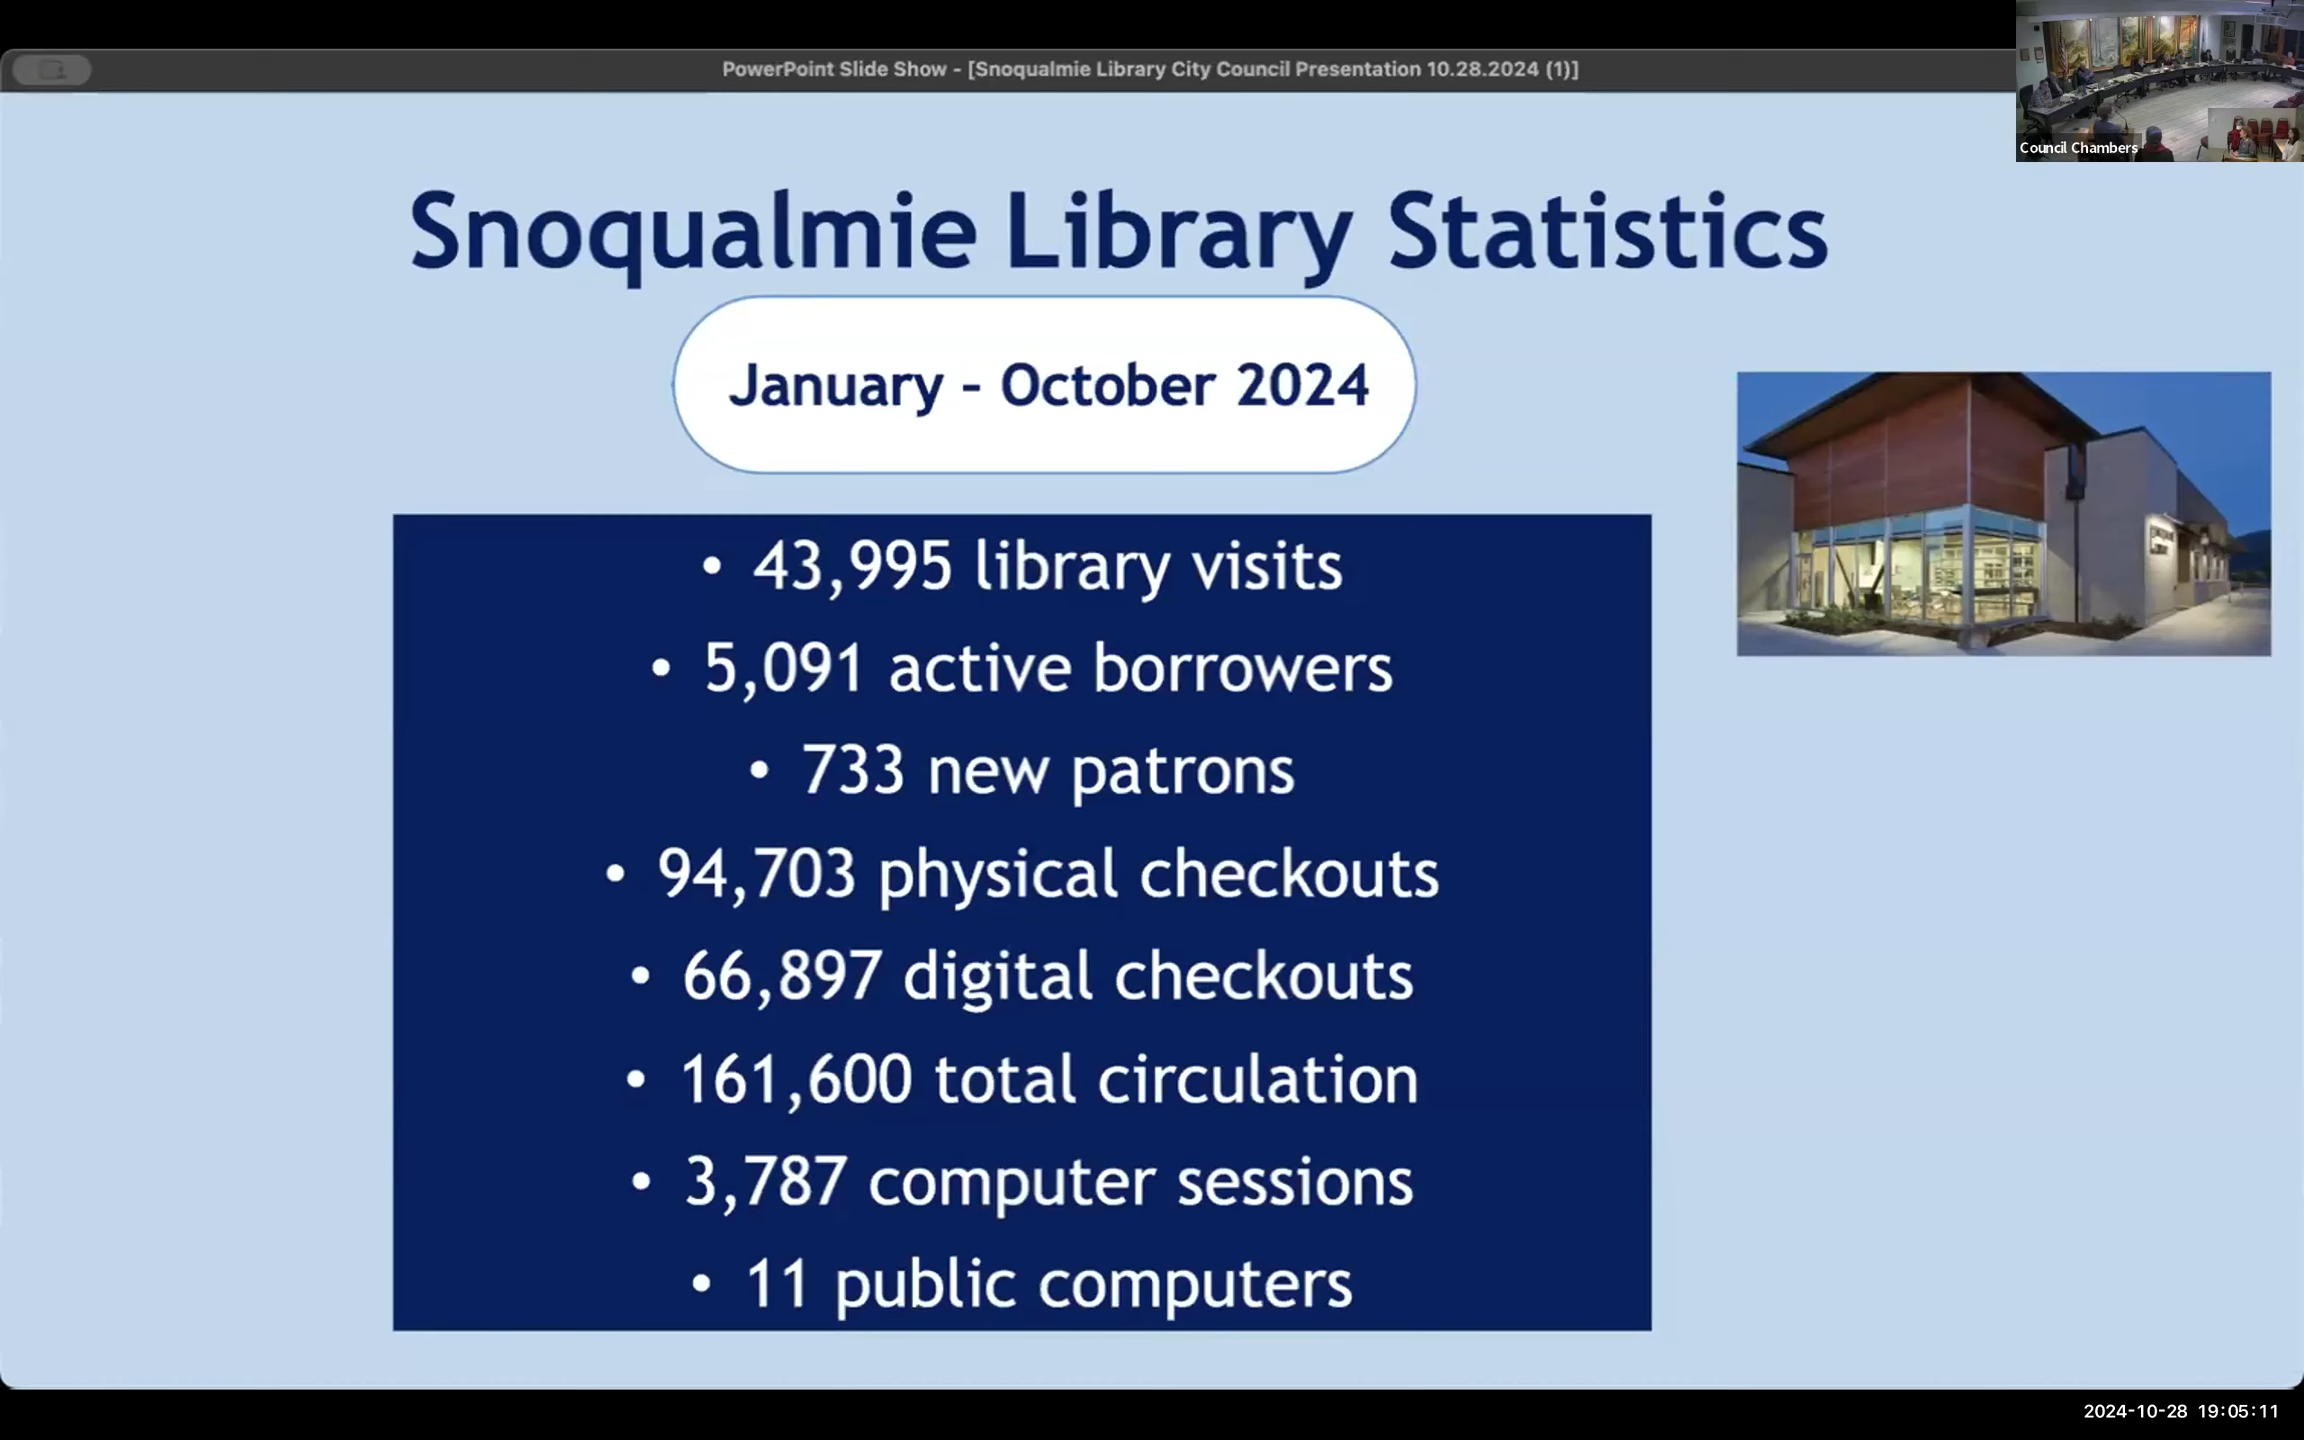 PowerPoint Slide Show - [Snoqualmie Library City Council Presentation 10.28.2024 (1)]
Council Chambers
Snoqualmie Library Statistics
January - October 2024
• 43,995 library visits
• 5,091 active borrowers
• 733 new patrons
• 94,703 physical checkouts
• 66,897 digital checkouts
• 161,600 total circulation
• 3,787 computer sessions
• 11 public computers
2024-10-28 19:05:11